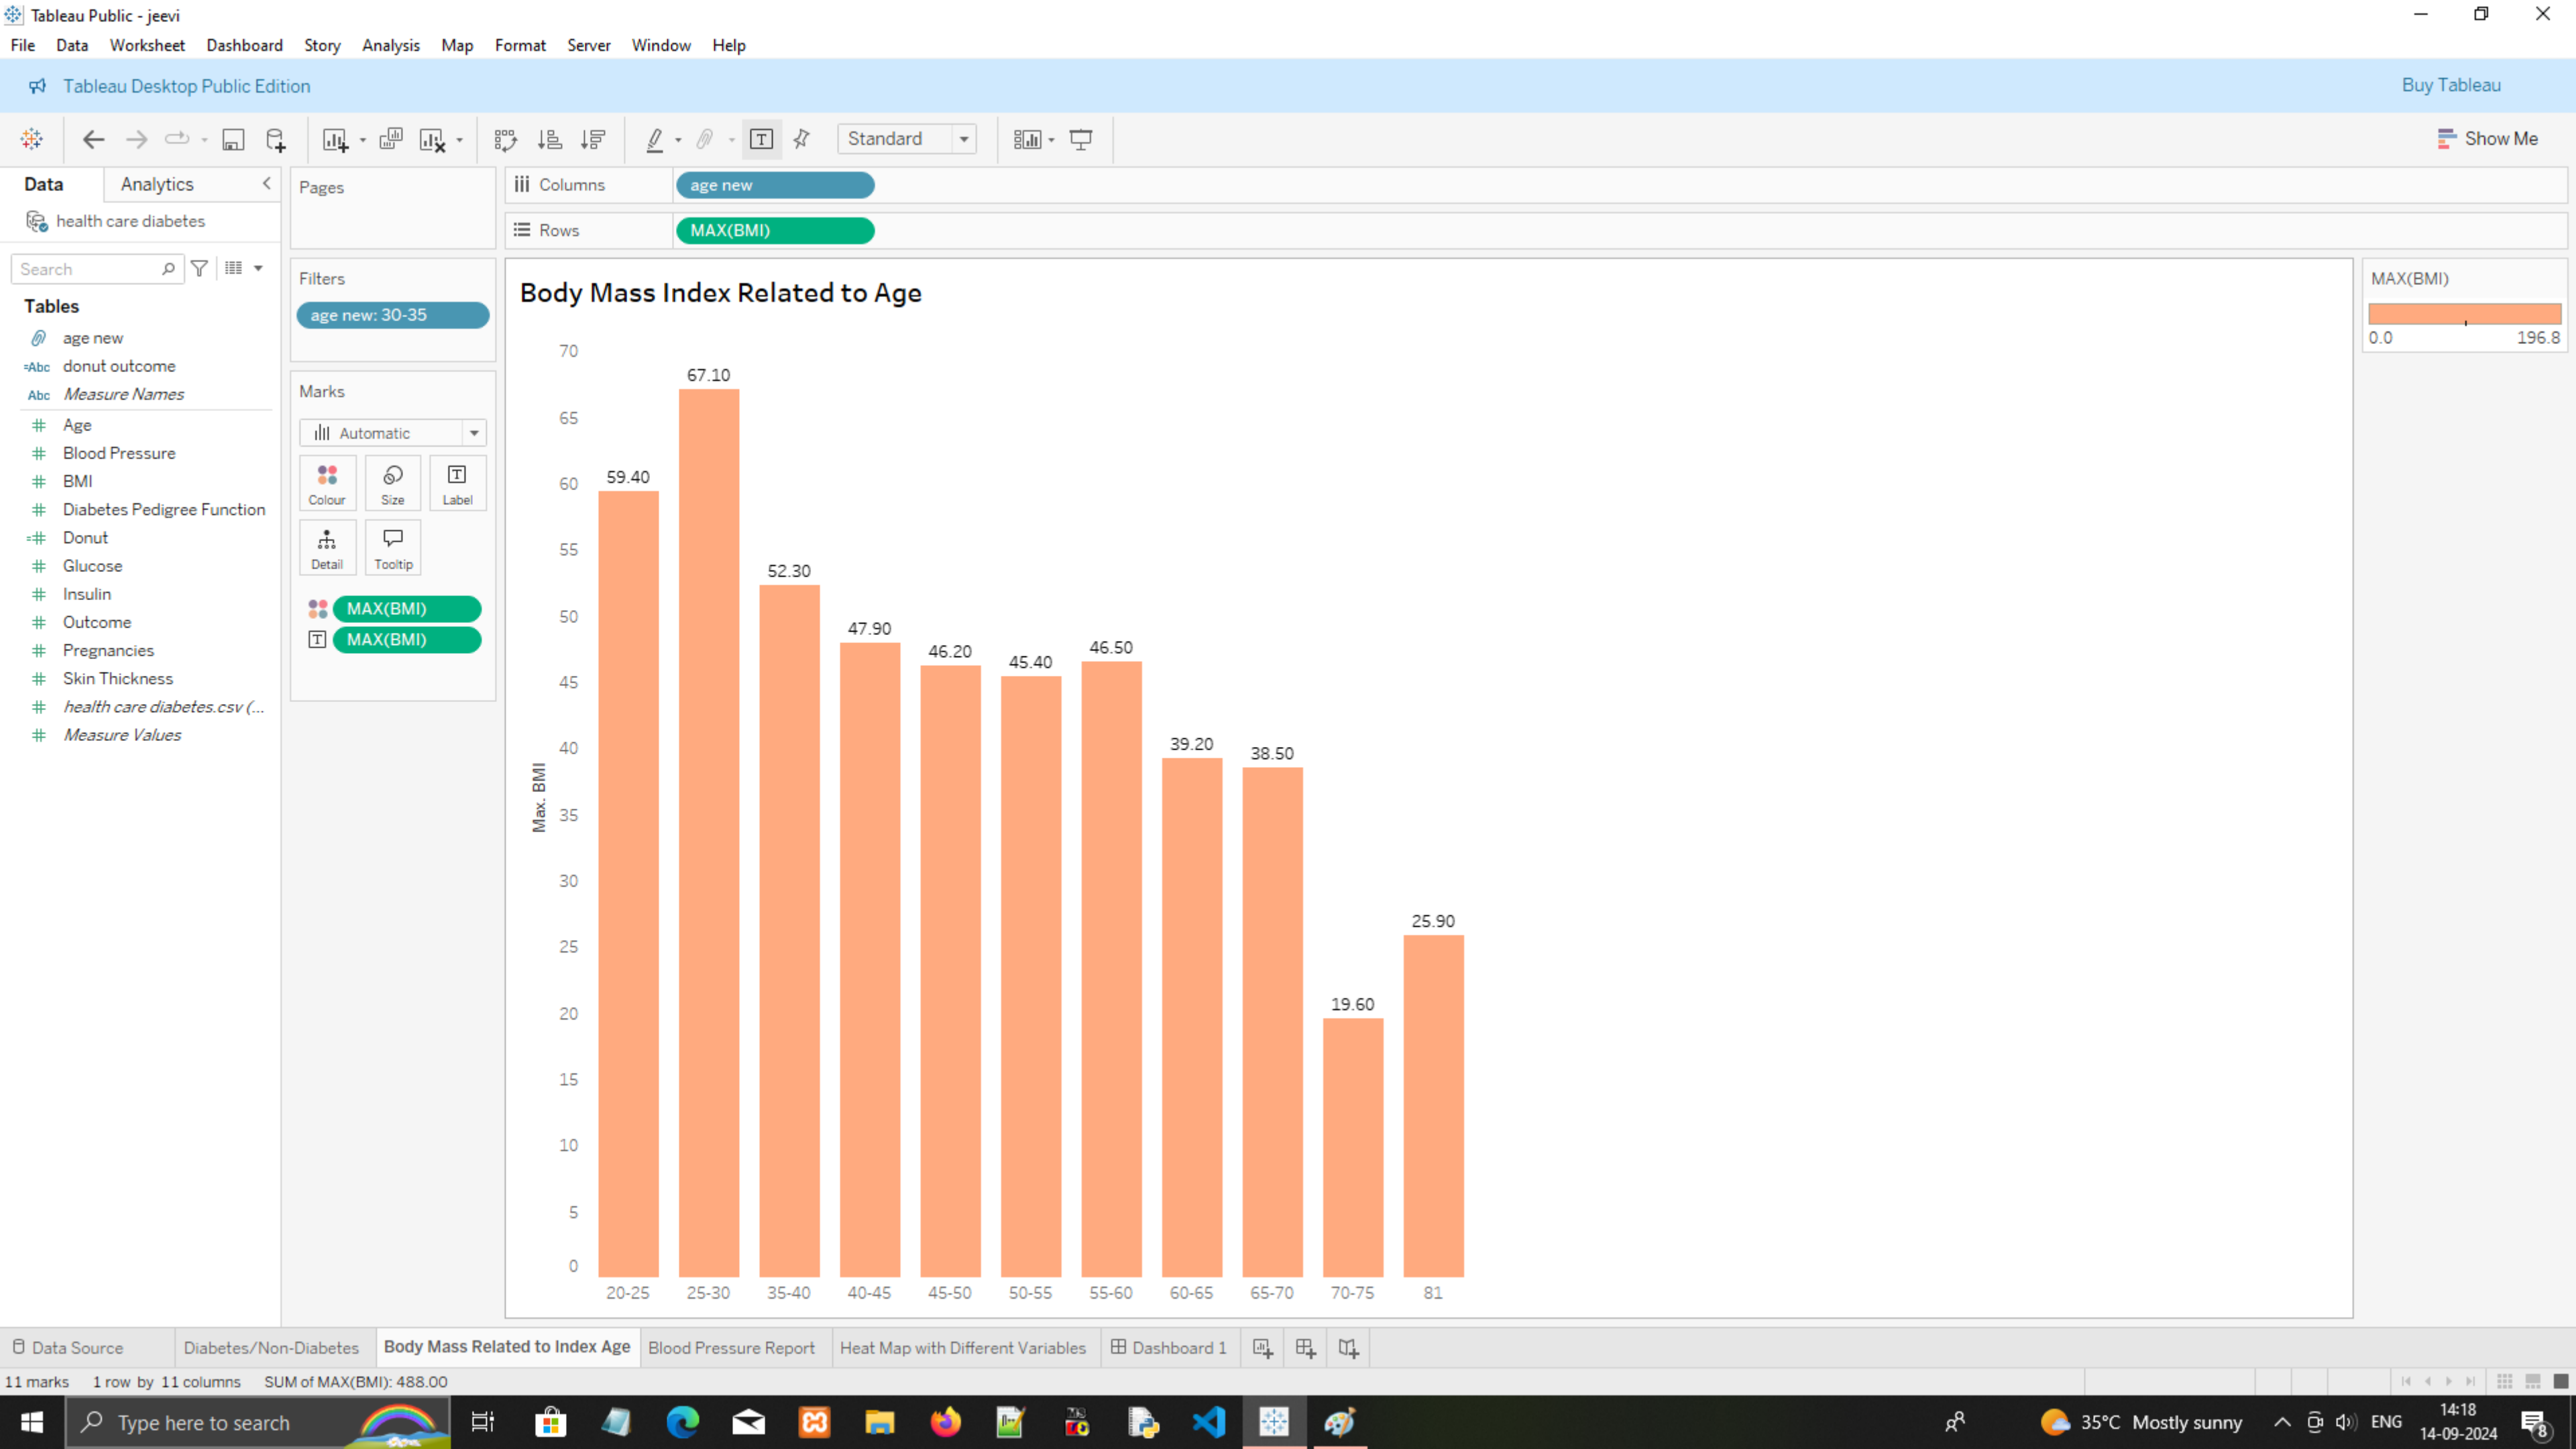 Tableau Public - jeevi
File Data Worksheet Dashboard Story Analysis Map Format Server Window Help
Tableau Desktop Public Edition
Buy Tableau
Standard
Show Me
Data Analytics
health care diabetes
Search
Tables
age new
=Abc donut outcome
Abc Measure Names
Age
Blood Pressure
BMI
Diabetes Pedigree Function
Donut
Glucose
Insulin
Outcome
Pregnancies
Skin Thickness
health care diabetes.csv (...
Measure Values
Pages
Filters
age new: 30-35
Marks
Automatic
Colour Size Label
Detail Tooltip
MAX(BMI)
MAX(BMI)
Columns age new
Rows MAX(BMI)
Body Mass Index Related to Age
Max. BMI
70
65
60
55
50
45
40
35
30
25
20
15
10
5
0
59.40
67.10
52.30
47.90
46.20
45.40
46.50
39.20
38.50
19.60
25.90
20-25 25-30 35-40 40-45 45-50 50-55 55-60 60-65 65-70 70-75 81
MAX(BMI)
0.0 196.8
Data Source Diabetes/Non-Diabetes Body Mass Related to Index Age Blood Pressure Report Heat Map with Different Variables Dashboard 1
11 marks 1 row by 11 columns SUM of MAX(BMI): 488.00
Type here to search
35°C Mostly sunny
ENG
14:18
14-09-2024
8